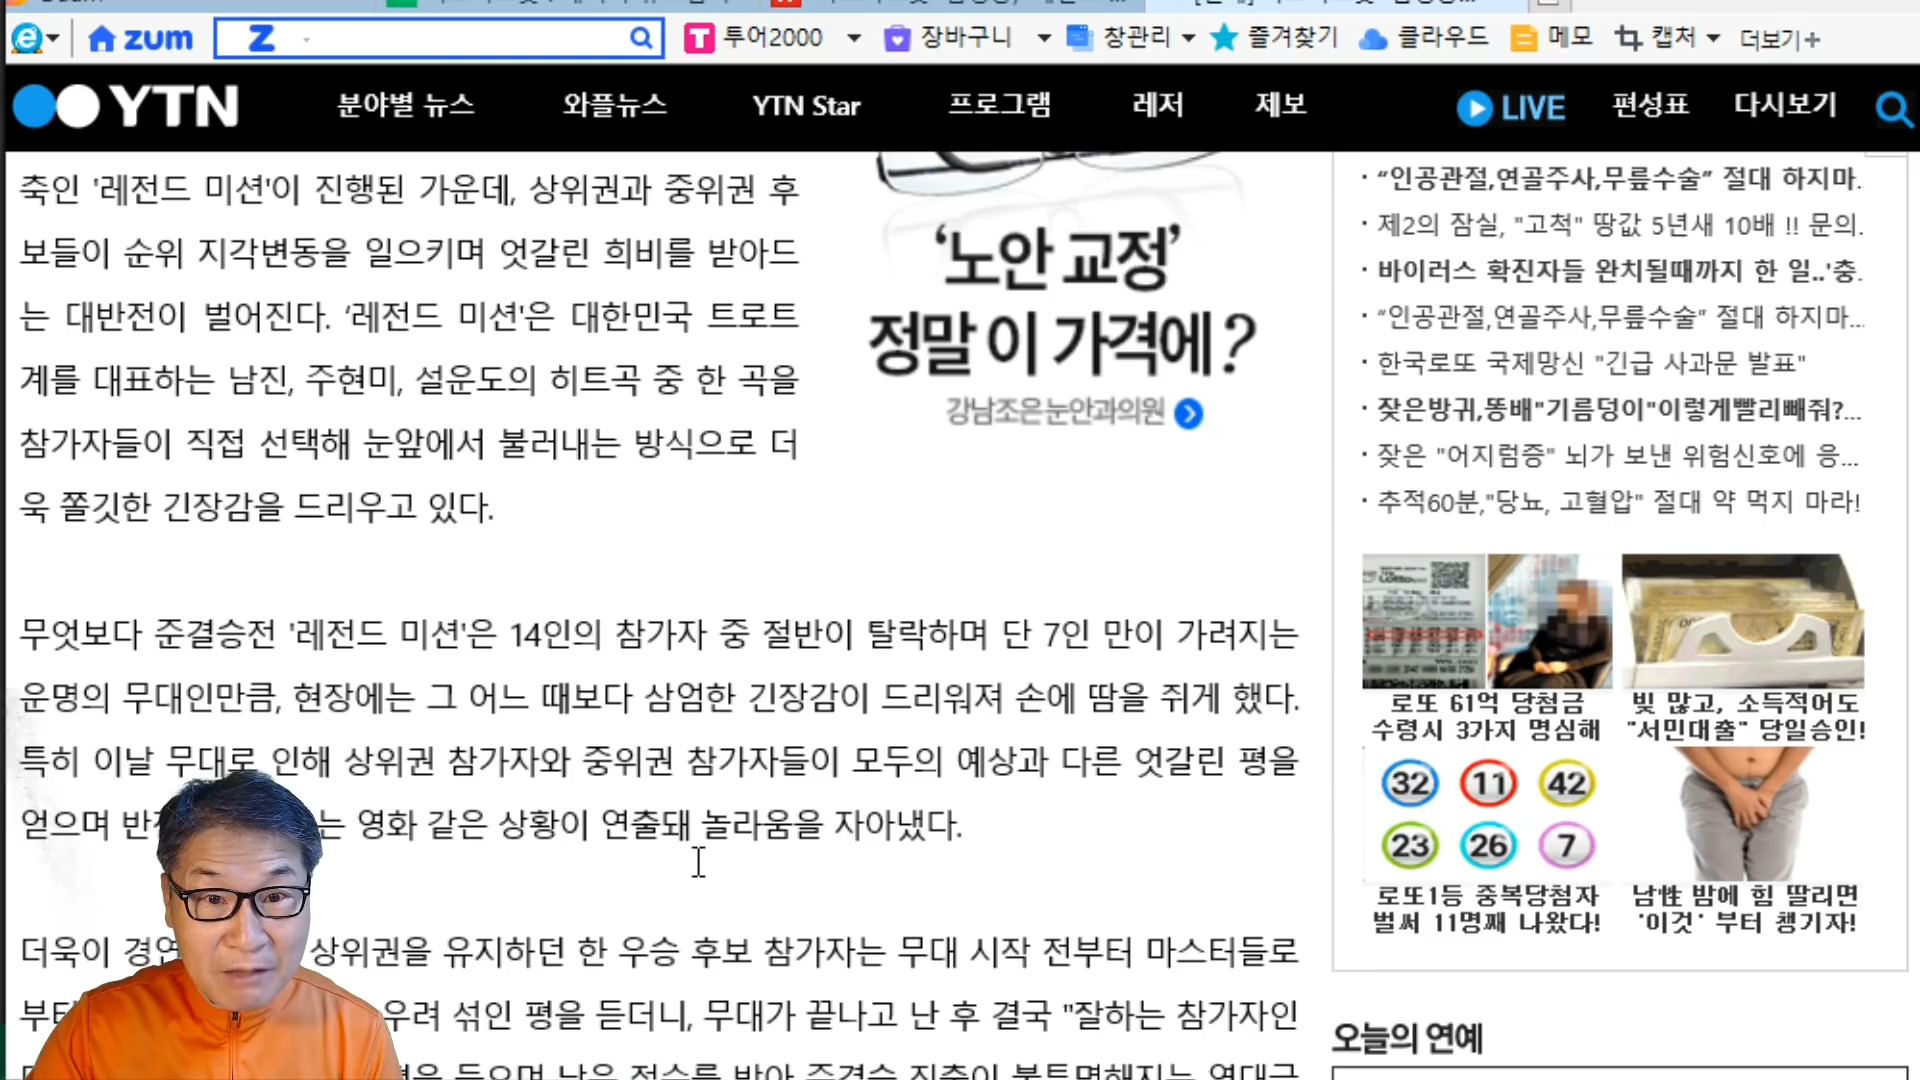 zum
Z
투어2000
장바구니
창관리
즐겨찾기
클라우드
메모
캡처
더보기+
YTN
분야별 뉴스
와플뉴스
YTN Star
프로그램
레저
제보
LIVE
편성표
다시보기
축인 '레전드 미션'이 진행된 가운데, 상위권과 중위권 후
보들이 순위 지각변동을 일으키며 엇갈린 희비를 받아드
는 대반전이 벌어진다. ‘레전드 미션'은 대한민국 트로트
계를 대표하는 남진, 주현미, 설운도의 히트곡 중 한 곡을
참가자들이 직접 선택해 눈앞에서 불러내는 방식으로 더
욱 쫄깃한 긴장감을 드리우고 있다.
‘노안 교정’
정말 이 가격에?
강남조은눈안과의원
무엇보다 준결승전 '레전드 미션'은 14인의 참가자 중 절반이 탈락하며 단 7인 만이 가려지는
운명의 무대인만큼, 현장에는 그 어느 때보다 삼엄한 긴장감이 드리워져 손에 땀을 쥐게 했다.
특히 이날 무대로 인해 상위권 참가자와 중위권 참가자들이 모두의 예상과 다른 엇갈린 평을
얻으며 는 영화 같은 상황이 연출돼 놀라움을 자아냈다.
더욱이 상위권을 유지하던 한 우승 후보 참가자는 무대 시작 전부터 마스터들로
우려 섞인 평을 듣더니, 무대가 끝나고 난 후 결국 "잘하는 참가자인
· “인공관절,연골주사,무릎수술” 절대 하지마.
· 제2의 잠실, "고척" 땅값 5년새 10배 !! 문의.
· 바이러스 확진자들 완치될때까지 한 일..'충.
· “인공관절,연골주사,무릎수술” 절대 하지마...
· 한국로또 국제망신 "긴급 사과문 발표"
· 잦은방귀,똥배"기름덩이"이렇게빨리빼줘?...
· 잦은 "어지럼증" 뇌가 보낸 위험신호에 응...
· 추적60분,"당뇨, 고혈압" 절대 약 먹지 마라!
로또 61억 당첨금
수령시 3가지 명심해
빚 많고, 소득적어도
"서민대출" 당일승인!
32 11 42
23 26 7
로또1등 중복당첨자
벌써 11명째 나왔다!
남性 밤에 힘 딸리면
'이것' 부터 챙기자!
오늘의 연예